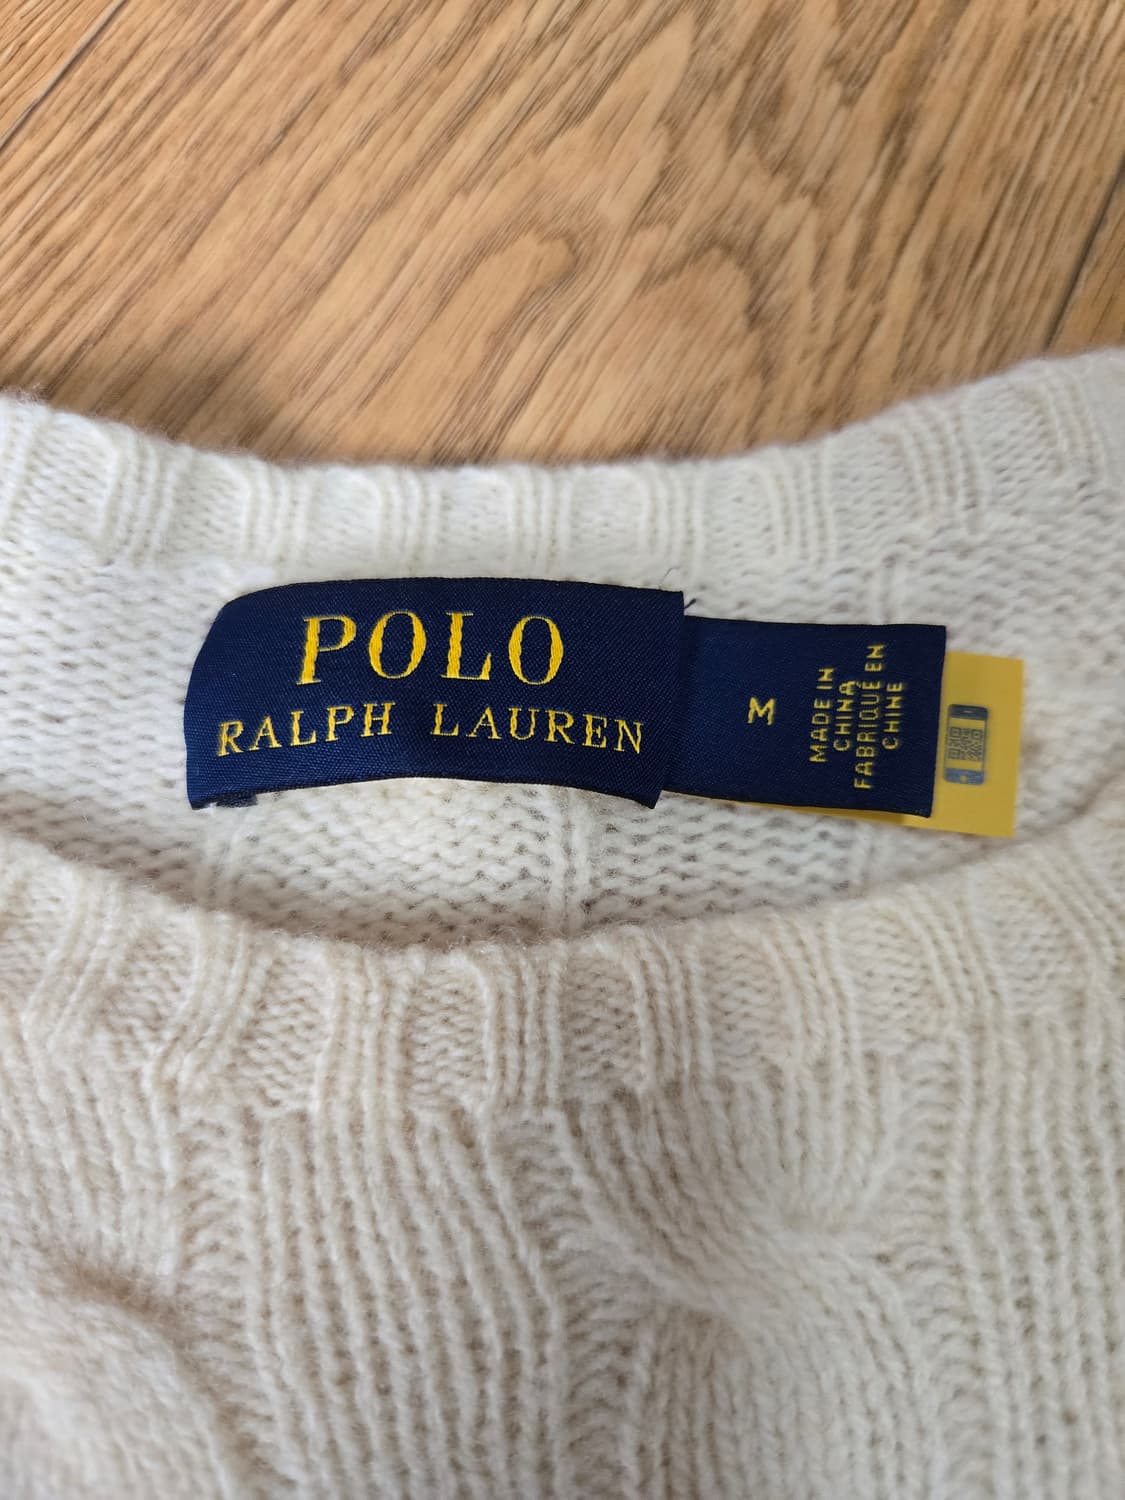 POLO
RALPH LAUREN
M
MADE IN
CHINA
FABRIQUÉ EN
CHINE